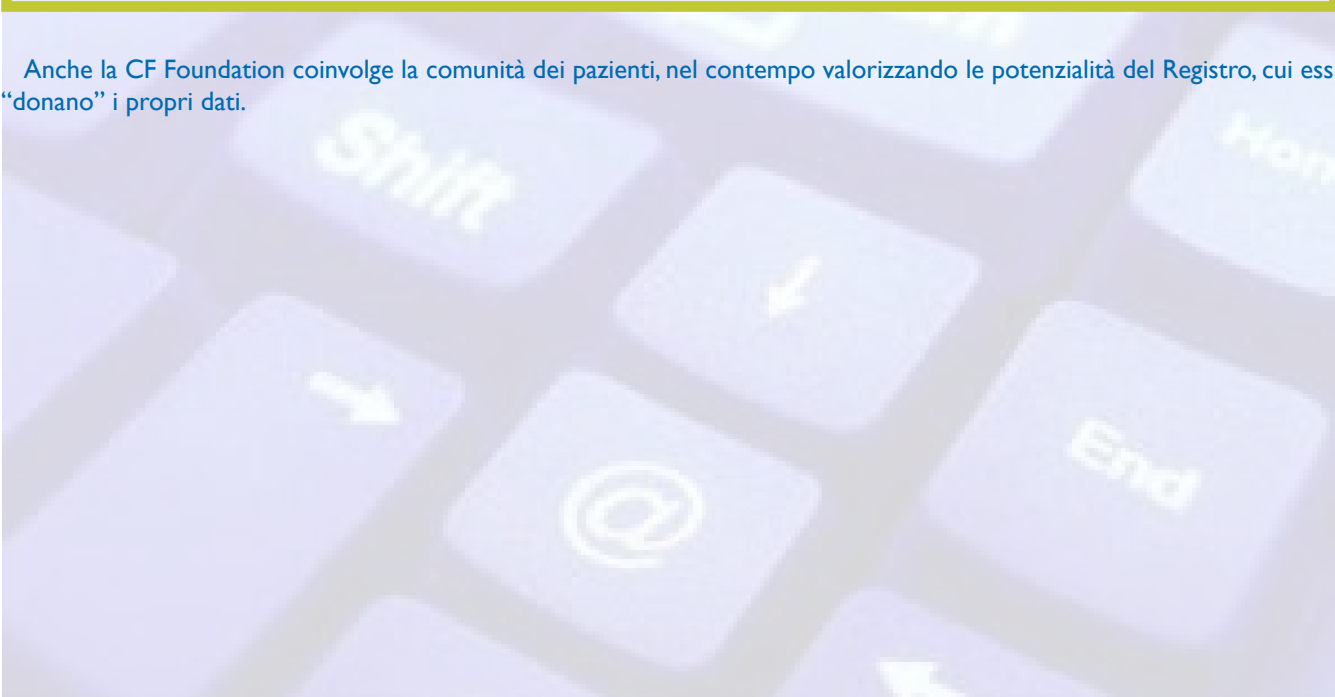 Anche la CF Foundation coinvolge la comunità dei pazienti, nel contempo valorizzando le potenzialità del Registro, cui
“donano” i propri dati.
Shift
End
@